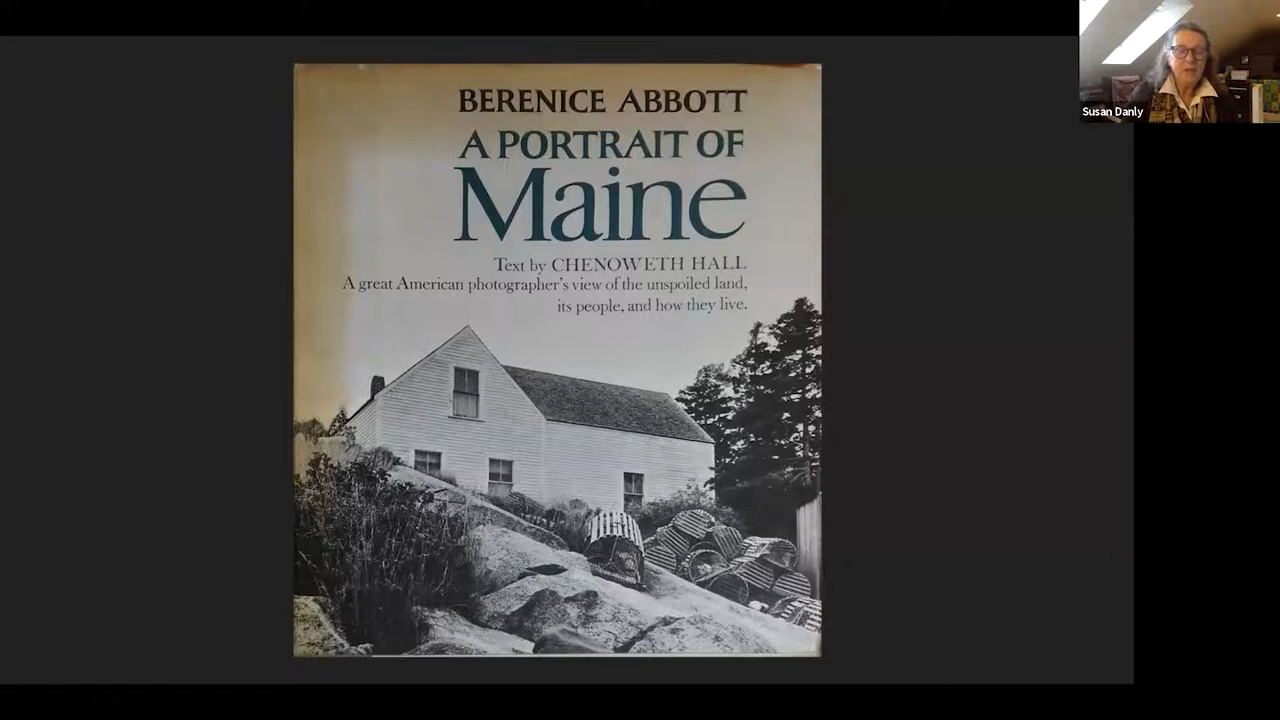 BERENICE ABBOTT
A PORTRAIT OF
Maine
Text by CHENOWETH HALL
A great American photographer's view of the unspoiled land,
its people, and how they live.
Susan Danly